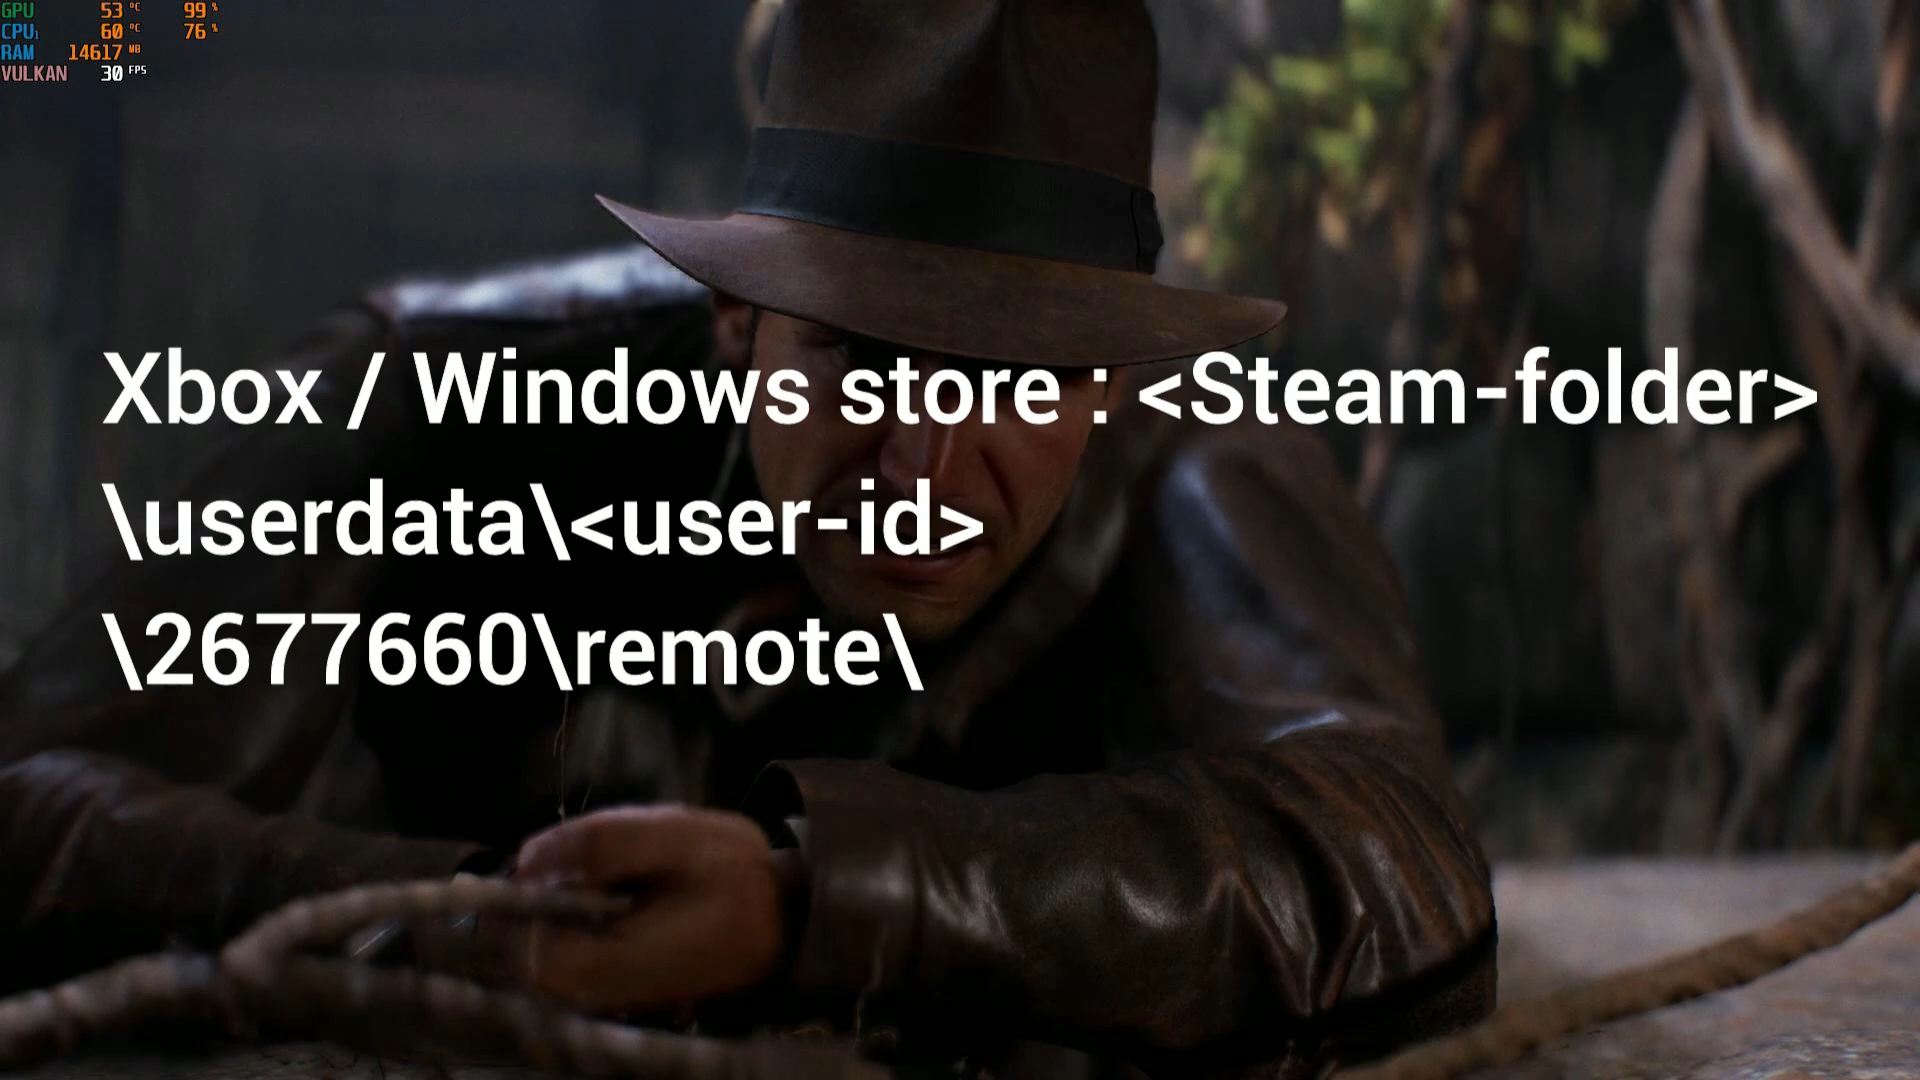 GPU 53 °C 99 %
CPU1 60 °C 76 %
RAM 14617 MB
VULKAN 30 FPS
Xbox / Windows store : <Steam-folder>
\userdata\<user-id>
\2677660\remote\